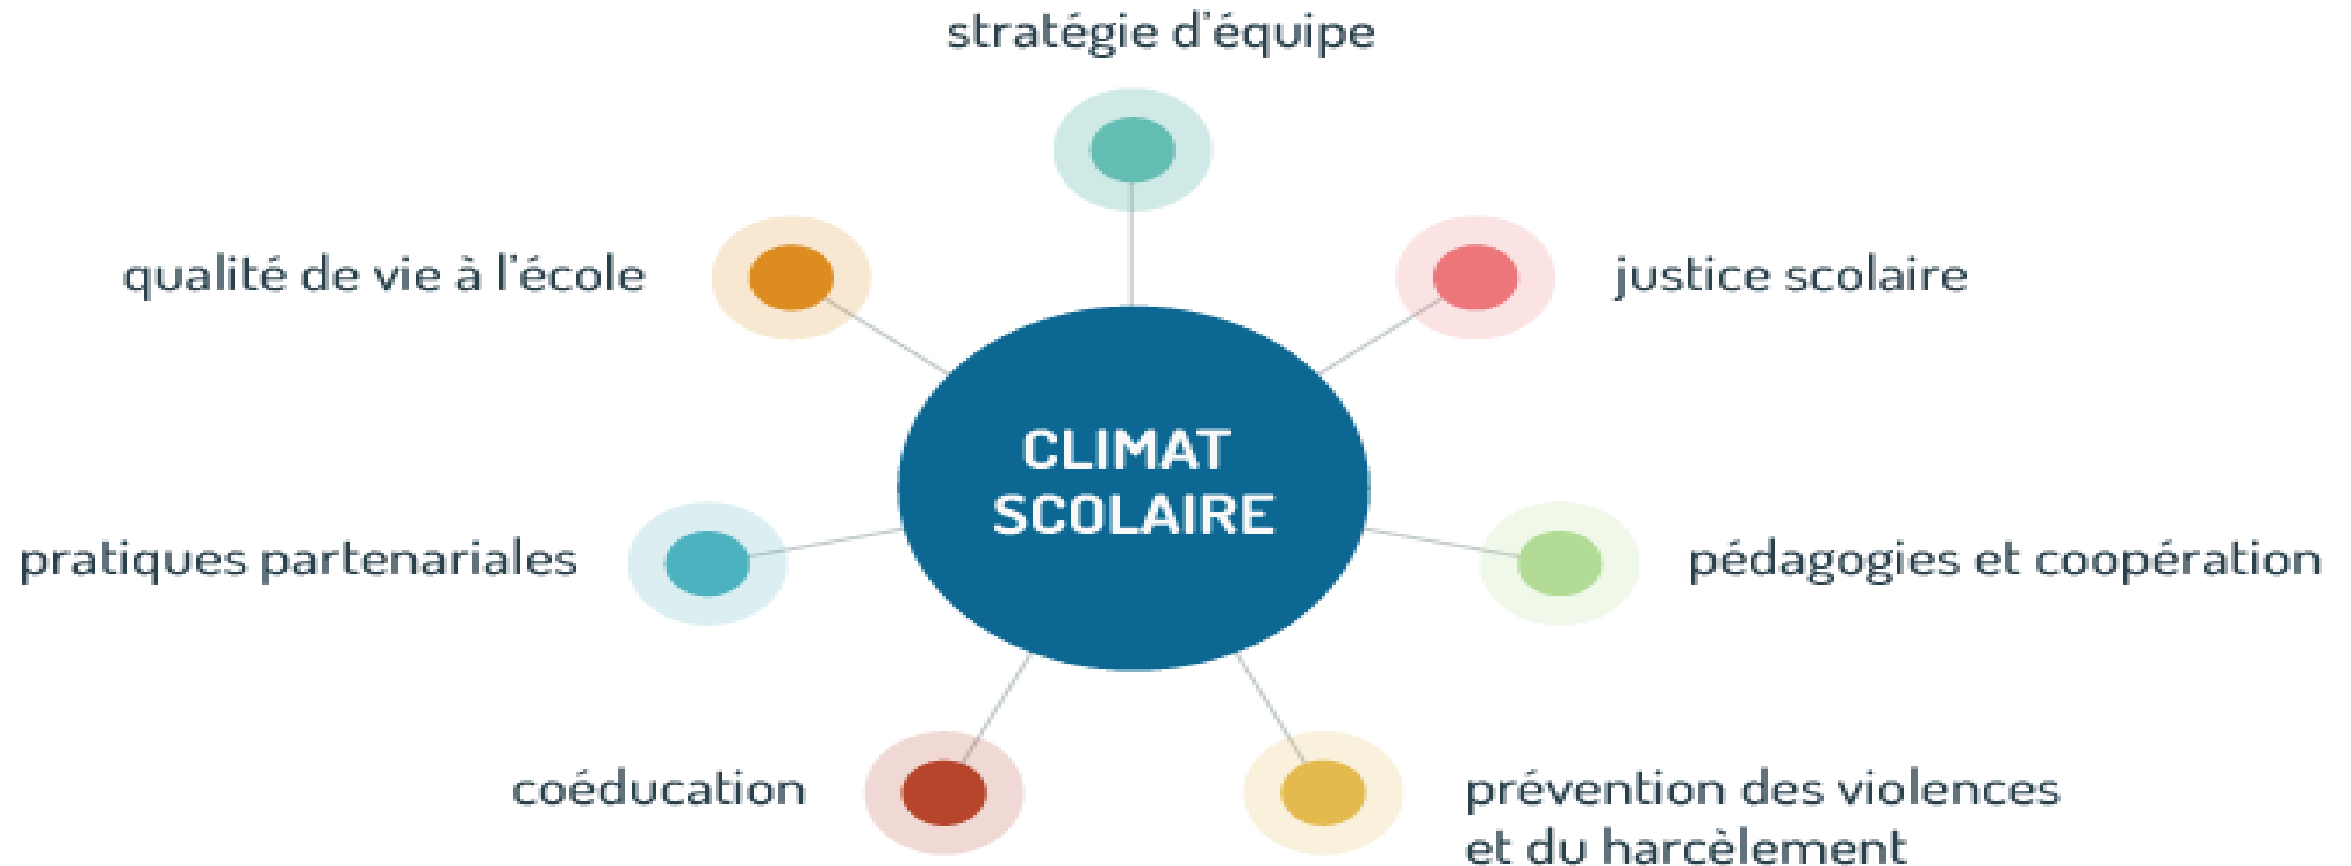 stratégie d'équipe
qualité de vie à l'école
justice scolaire
CLIMAT
SCOLAIRE
pratiques partenariales
pédagogies et coopération
coéducation
prévention des violences
et du harcèlement